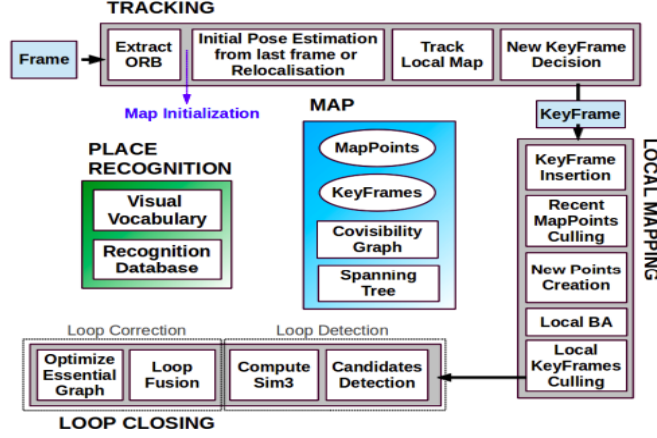 TRACKING
Frame
Extract
ORB
Initial Pose Estimation
from last frame or
Relocalisation
Track
Local Map
New KeyFrame
Decision
Map Initialization
KeyFrame
MAP
MapPoints
KeyFrames
Covisibility
Graph
Spanning
Tree
PLACE
RECOGNITION
Visual
Vocabulary
Recognition
Database
LOCAL MAPPING
KeyFrame
Insertion
Recent
MapPoints
Culling
New Points
Creation
Local BA
Local
KeyFrames
Culling
Loop Correction
Loop Detection
Optimize
Essential
Graph
Loop
Fusion
Compute
Sim3
Candidates
Detection
LOOP CLOSING